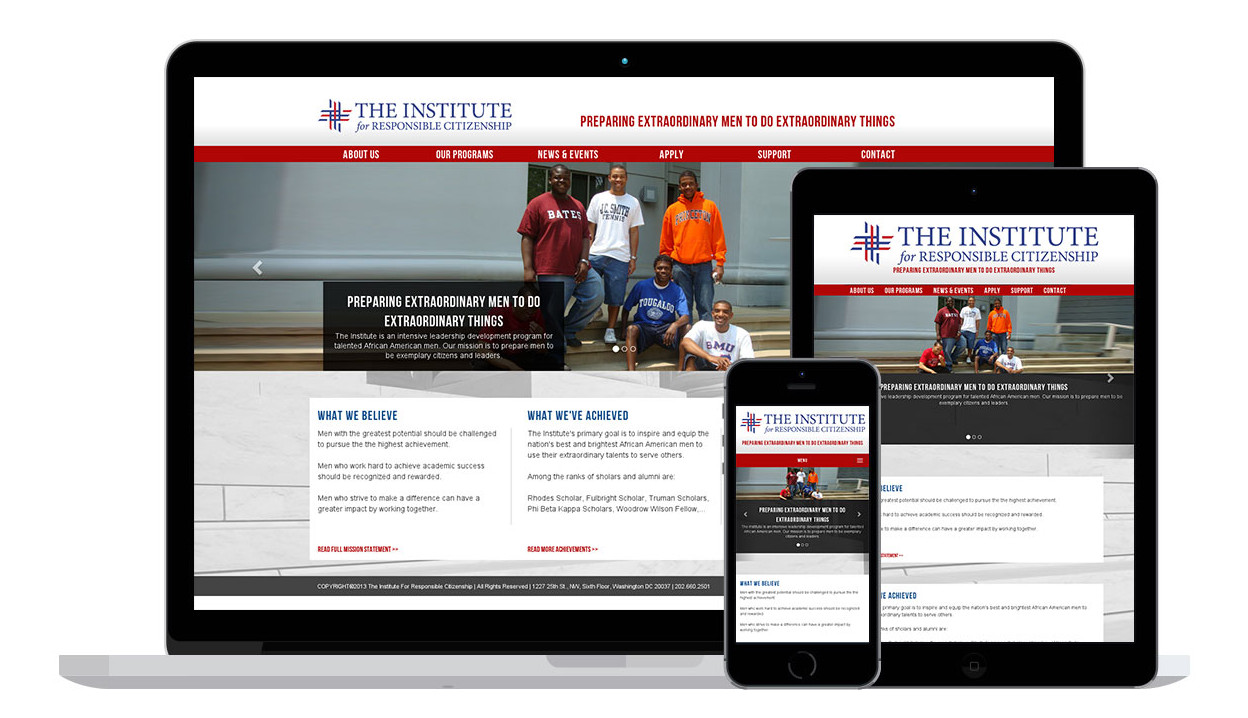 THE INSTITUTE
for RESPONSIBLE CITIZENSHIP
PREPARING EXTRAORDINARY MEN TO DO EXTRAORDINARY THINGS
ABOUT US OUR PROGRAMS NEWS & EVENTS APPLY SUPPORT CONTACT
BATES
J.C. SMITH
TENNIS
PRINCETON
TOUGALOO
SMU
PREPARING EXTRAORDINARY MEN TO DO
EXTRAORDINARY THINGS
The Institute is an intensive leadership development program for
talented African American men. Our mission is to prepare men to
be exemplary citizens and leaders
WHAT WE BELIEVE
Men with the greatest potential should be challenged
to pursue the the highest achievement.
Men who work hard to achieve academic success
should be recognized and rewarded.
Men who strive to make a difference can have a
greater impact by working together.
READ FULL MISSION STATEMENT >>
WHAT WE'VE ACHIEVED
The Institute's primary goal is to inspire and equip the
nation's best and brightest African American men to
use their extraordinary talents to serve others.
Among the ranks of sholars and alumni are:
Rhodes Scholar, Fulbright Scholar, Truman Scholars,
Phi Beta Kappa Scholars, Woodrow Wilson Fellow,...
READ MORE ACHIEVEMENTS >>
COPYRIGHT©2013 The Institute For Responsible Citizenship | All Rights Reserved | 1227 25th St., NW, Sixth Floor, Washington DC 20037 | 202.660.2501
THE INSTITUTE
for RESPONSIBLE CITIZENSHIP
PREPARING EXTRAORDINARY MEN TO DO EXTRAORDINARY THINGS
MENU
PREPARING EXTRAORDINARY MEN TO DO
EXTRAORDINARY THINGS
The Institute is an intensive leadership development program for talented
African American men. Our mission is to prepare men to be exemplary
citizens and leaders
WHAT WE BELIEVE
Men with the greatest potential should be challenged to pursue the the
highest achievement.
Men who work hard to achieve academic success should be recognized
and rewarded.
Men who strive to make a difference can have a greater impact by
working together.
THE INSTITUTE
for RESPONSIBLE CITIZENSHIP
PREPARING EXTRAORDINARY MEN TO DO EXTRAORDINARY THINGS
ABOUT US OUR PROGRAMS NEWS & EVENTS APPLY SUPPORT CONTACT
PREPARING EXTRAORDINARY MEN TO DO EXTRAORDINARY THINGS
leadership development program for talented African American men. Our mission is to prepare men to be
exemplary citizens and leaders
BELIEVE
greatest potential should be challenged to pursue the the highest achievement.
hard to achieve academic success should be recognized and rewarded.
to make a difference can have a greater impact by working together.
STATEMENT >>
ACHIEVED
primary goal is to inspire and equip the nation's best and brightest African American men to
talents to serve others.
of sholars and alumni are: